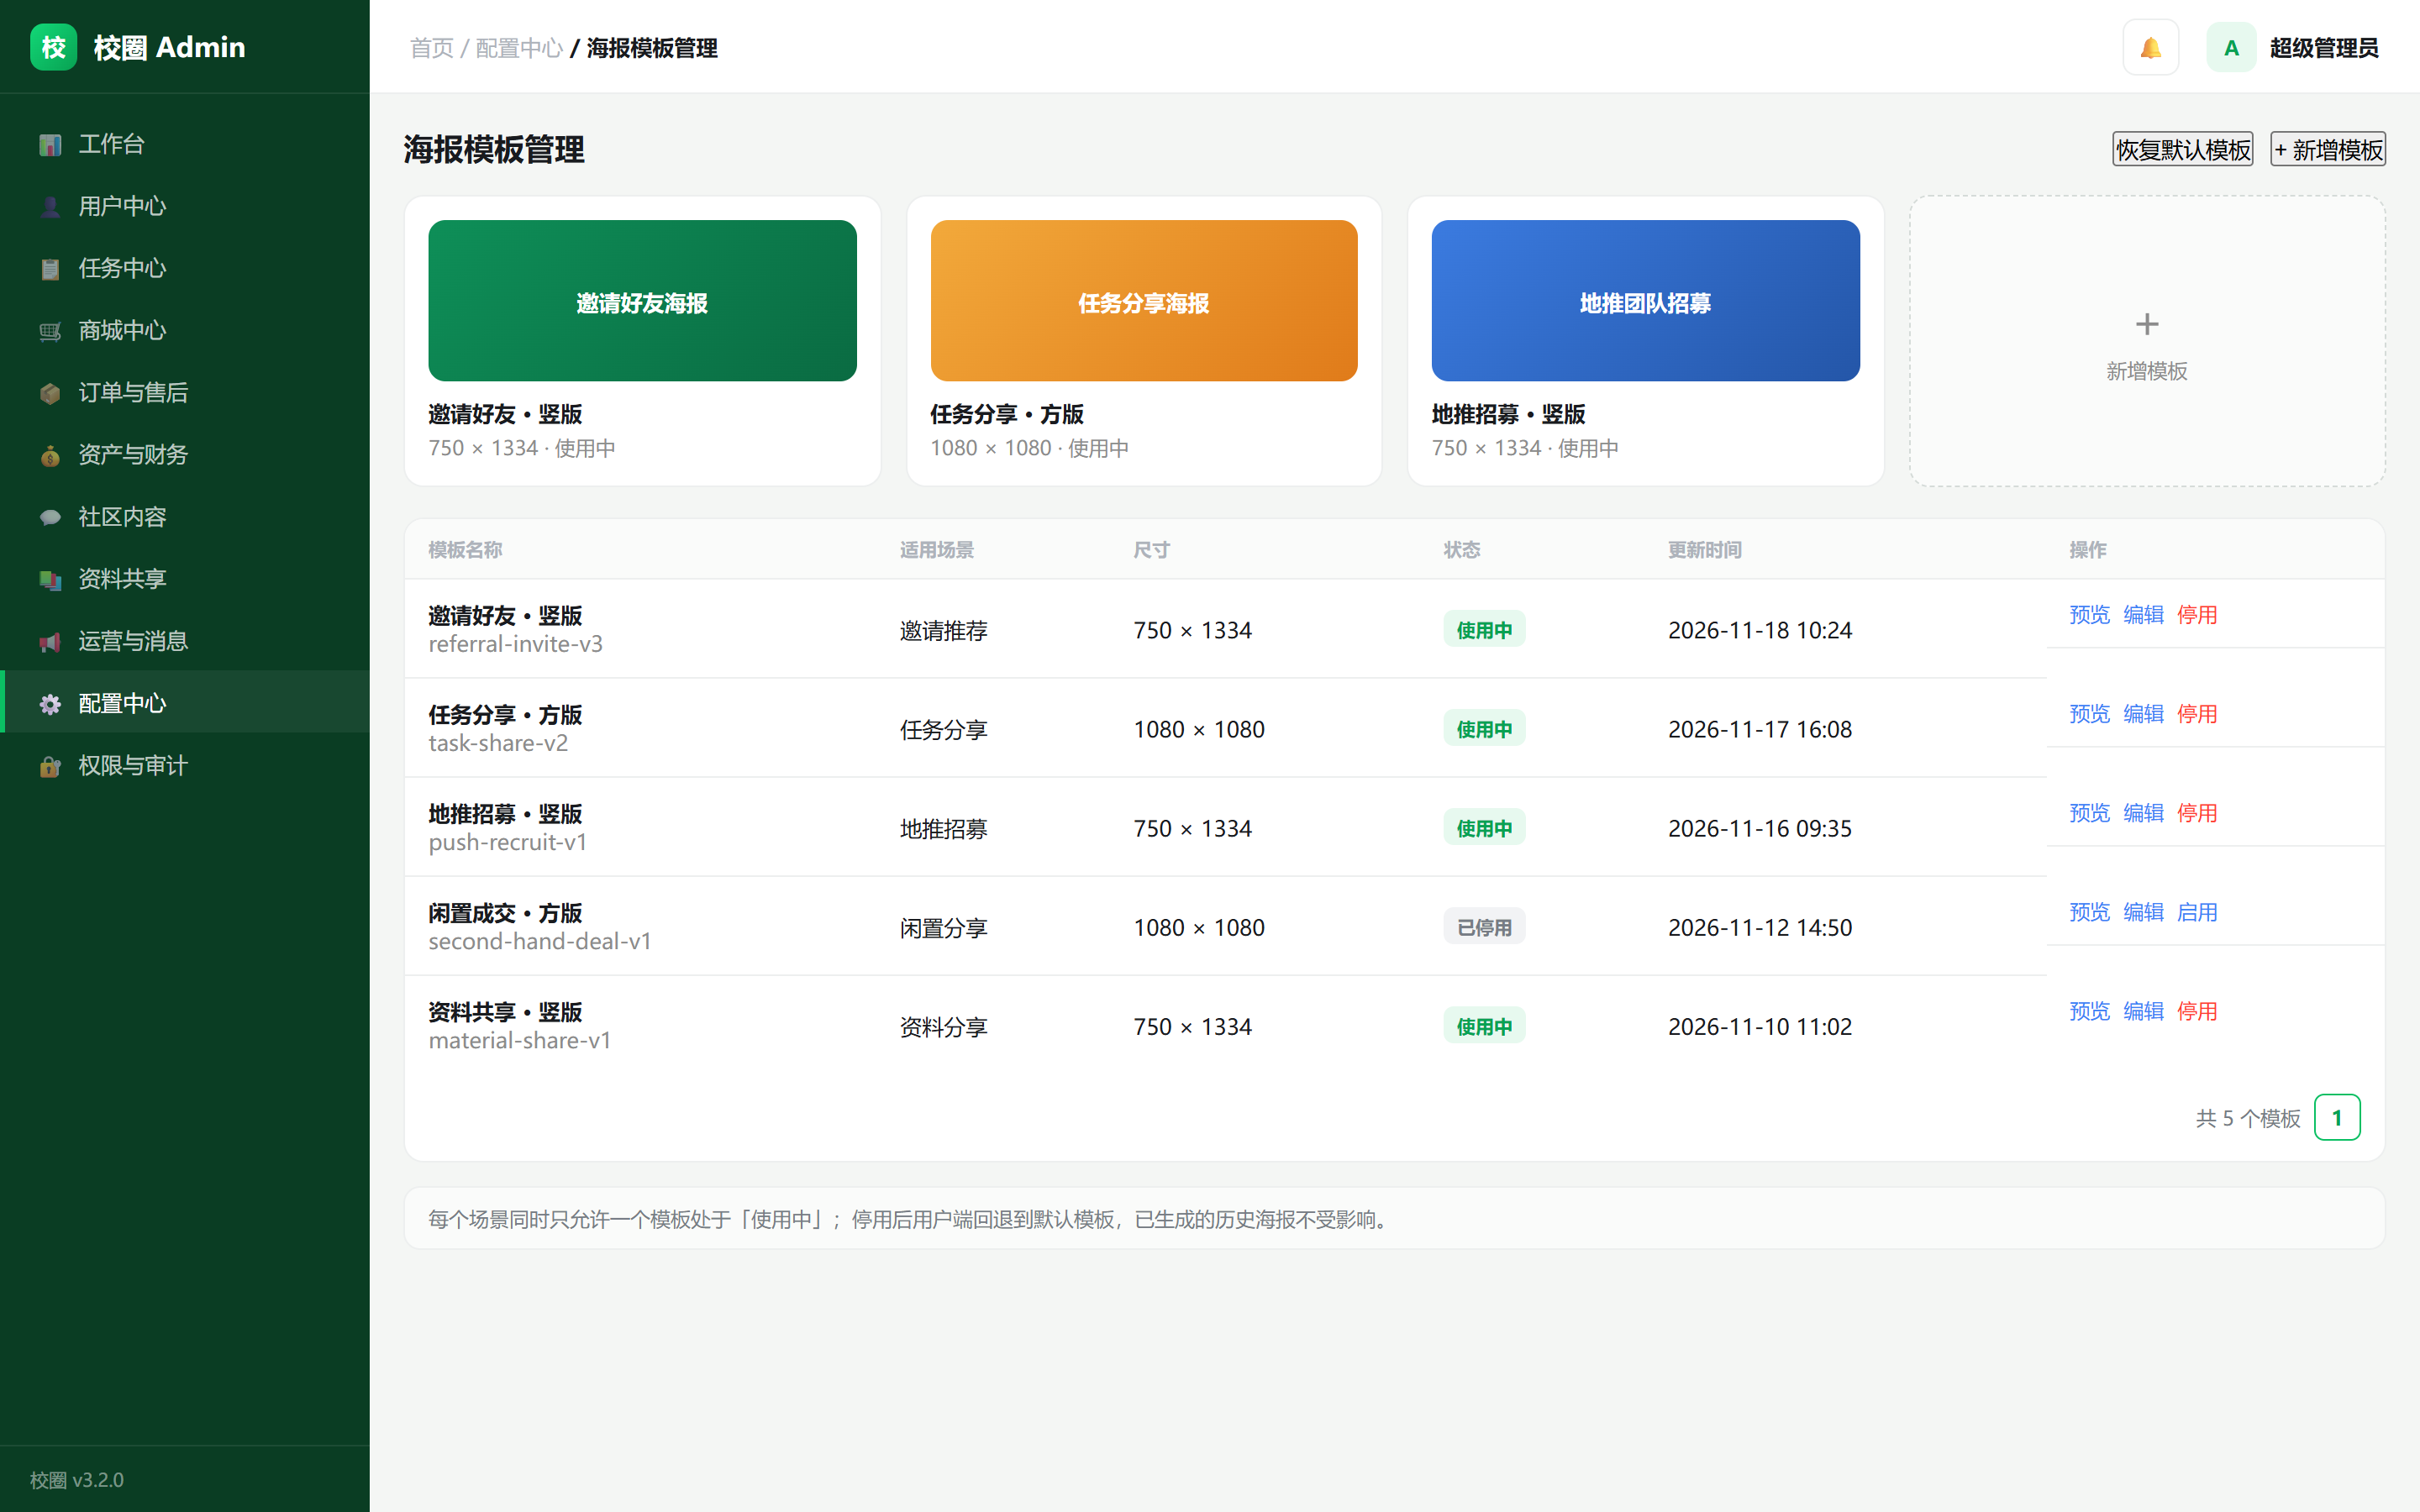 校 校圈 Admin
首页 / 配置中心 / 海报模板管理
A 超级管理员
工作台
用户中心
任务中心
商城中心
订单与售后
资产与财务
社区内容
资料共享
运营与消息
配置中心
权限与审计
校圈 v3.2.0
海报模板管理
恢复默认模板
+ 新增模板
邀请好友海报
邀请好友 · 竖版
750 × 1334 · 使用中
任务分享海报
任务分享 · 方版
1080 × 1080 · 使用中
地推团队招募
地推招募 · 竖版
750 × 1334 · 使用中
+
新增模板
模板名称 适用场景 尺寸 状态 更新时间 操作
邀请好友 · 竖版
referral-invite-v3
邀请推荐 750 × 1334 使用中 2026-11-18 10:24 预览 编辑 停用
任务分享 · 方版
task-share-v2
任务分享 1080 × 1080 使用中 2026-11-17 16:08 预览 编辑 停用
地推招募 · 竖版
push-recruit-v1
地推招募 750 × 1334 使用中 2026-11-16 09:35 预览 编辑 停用
闲置成交 · 方版
second-hand-deal-v1
闲置分享 1080 × 1080 已停用 2026-11-12 14:50 预览 编辑 启用
资料共享 · 竖版
material-share-v1
资料分享 750 × 1334 使用中 2026-11-10 11:02 预览 编辑 停用
共 5 个模板 1
每个场景同时只允许一个模板处于「使用中」；停用后用户端回退到默认模板，已生成的历史海报不受影响。